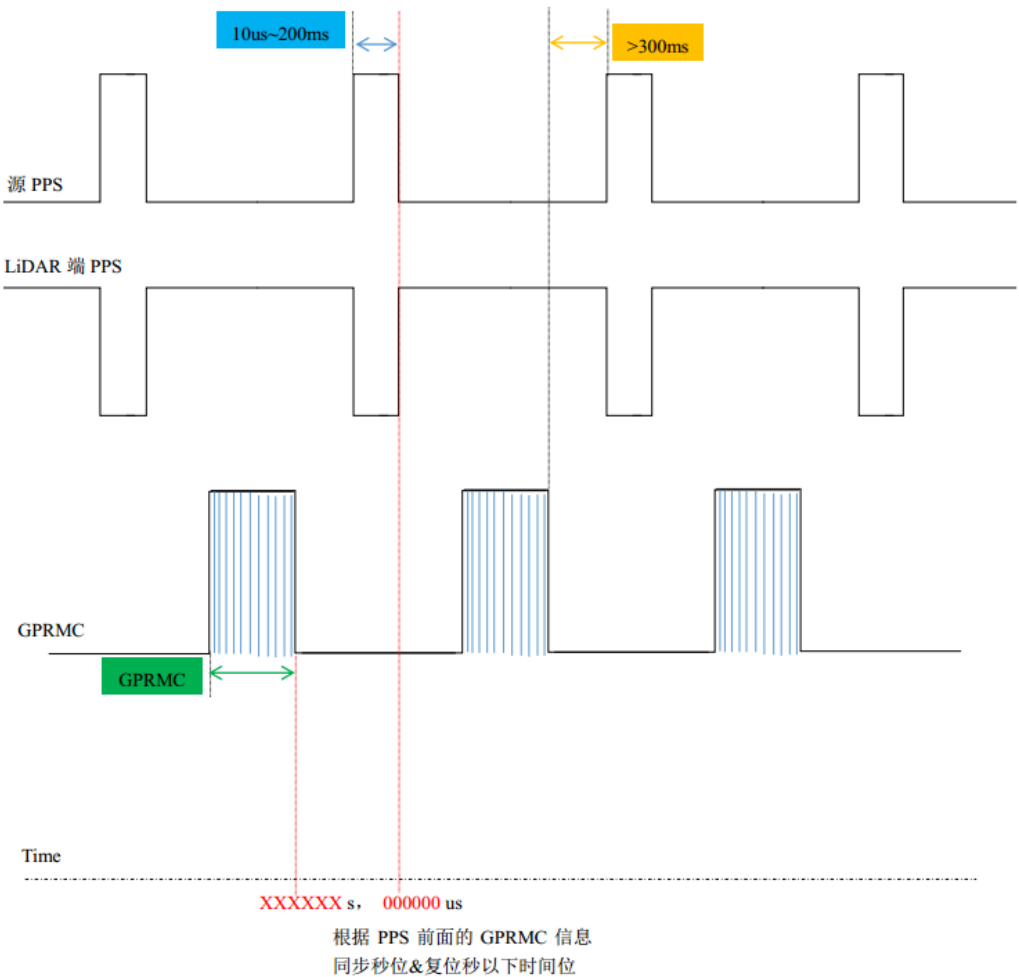 10us~200ms
>300ms
源 PPS
LiDAR 端 PPS
GPRMC
GPRMC
Time
XXXXXX s， 000000 us
根据 PPS 前面的 GPRMC 信息
同步秒位&复位秒以下时间位